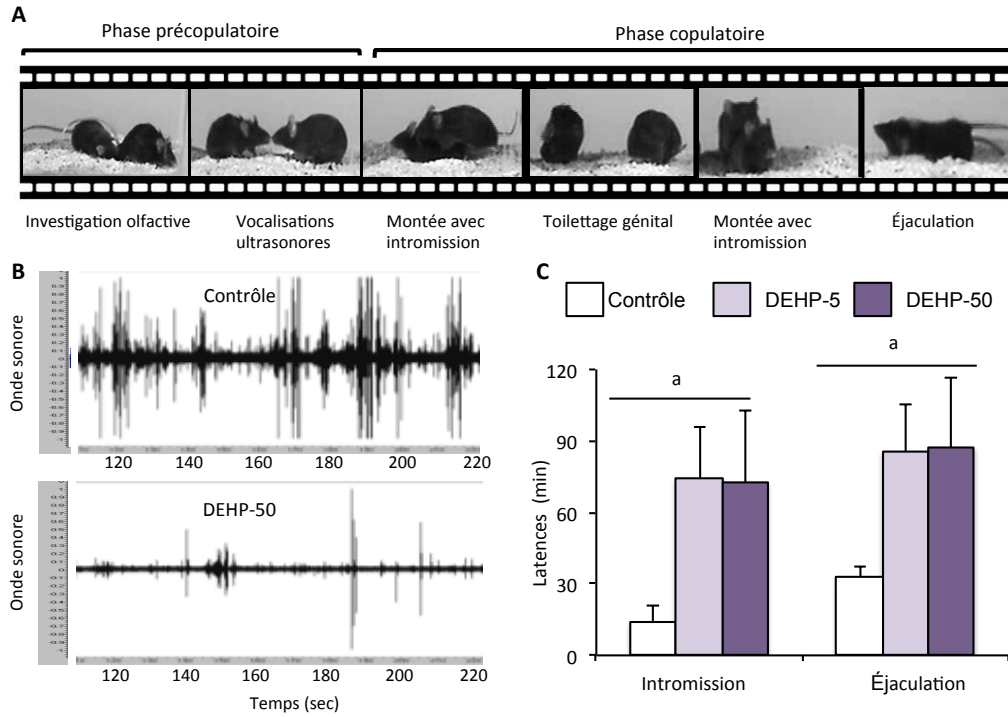 A
Phase précopulatoire
Phase copulatoire
Investigation olfactive
Vocalisations
ultrasonores
Montée avec
intromission
Toilettage génital
Montée avec
intromission
Éjaculation
B
Onde sonore
Contrôle
120 140 160 180 200 220
Onde sonore
DEHP-50
120 140 160 180 200 220
Temps (sec)
C
Contrôle DEHP-5 DEHP-50
Latences (min)
120
90
60
30
0
a
a
Intromission
Éjaculation